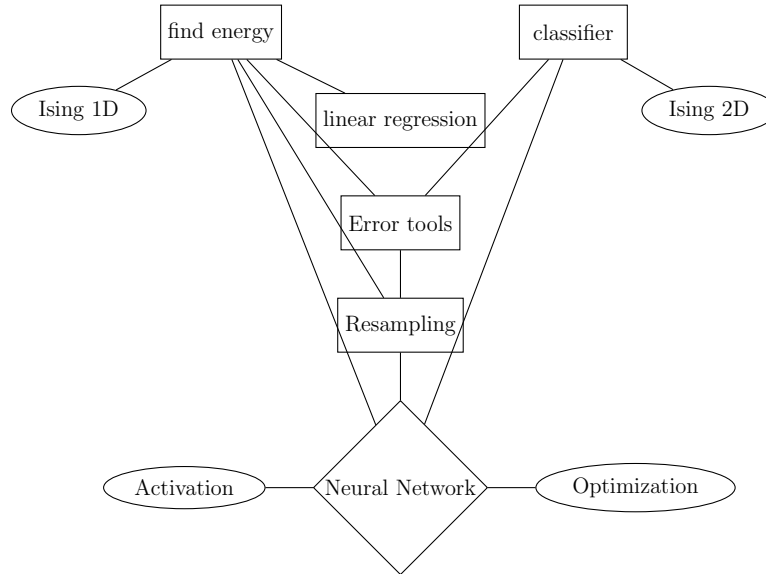 find energy
classifier
Ising 1D
linear regression
Ising 2D
Error tools
Resampling
Activation
Neural Network
Optimization